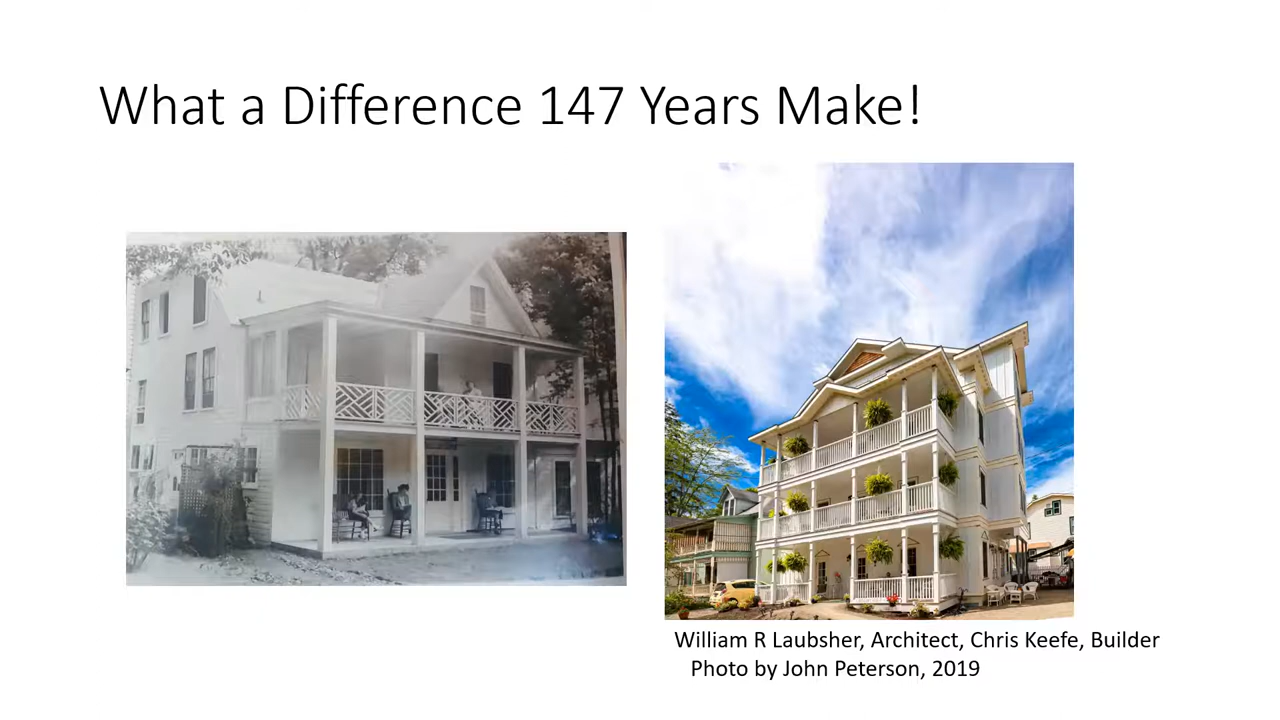 What a Difference 147 Years Make!
William R Laubsher, Architect, Chris Keefe, Builder
Photo by John Peterson, 2019